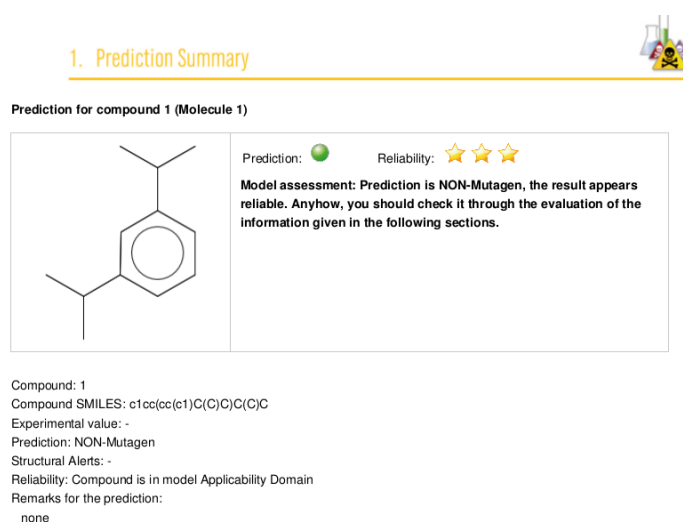 1. Prediction Summary
Prediction for compound 1 (Molecule 1)
Prediction:
Reliability:
Model assessment: Prediction is NON-Mutagen, the result appears
reliable. Anyhow, you should check it through the evaluation of the
information given in the following sections.
Compound: 1
Compound SMILES: c1cc(cc(c1)C(C)C)C(C)C
Experimental value: -
Prediction: NON-Mutagen
Structural Alerts: -
Reliability: Compound is in model Applicability Domain
Remarks for the prediction:
none